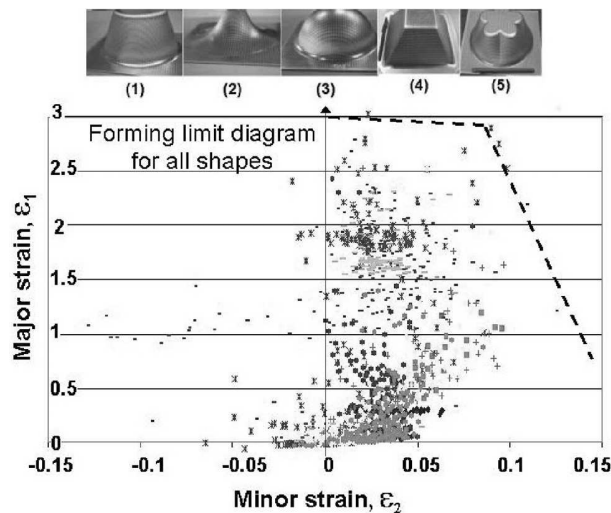 (1) (2) (3) (4) (5)
Forming limit diagram
for all shapes
Major strain, ε₁
3
2.5
2
1.5
1
0.5
0
-0.15 -0.1 -0.05 0 0.05 0.1 0.15
Minor strain, ε₂